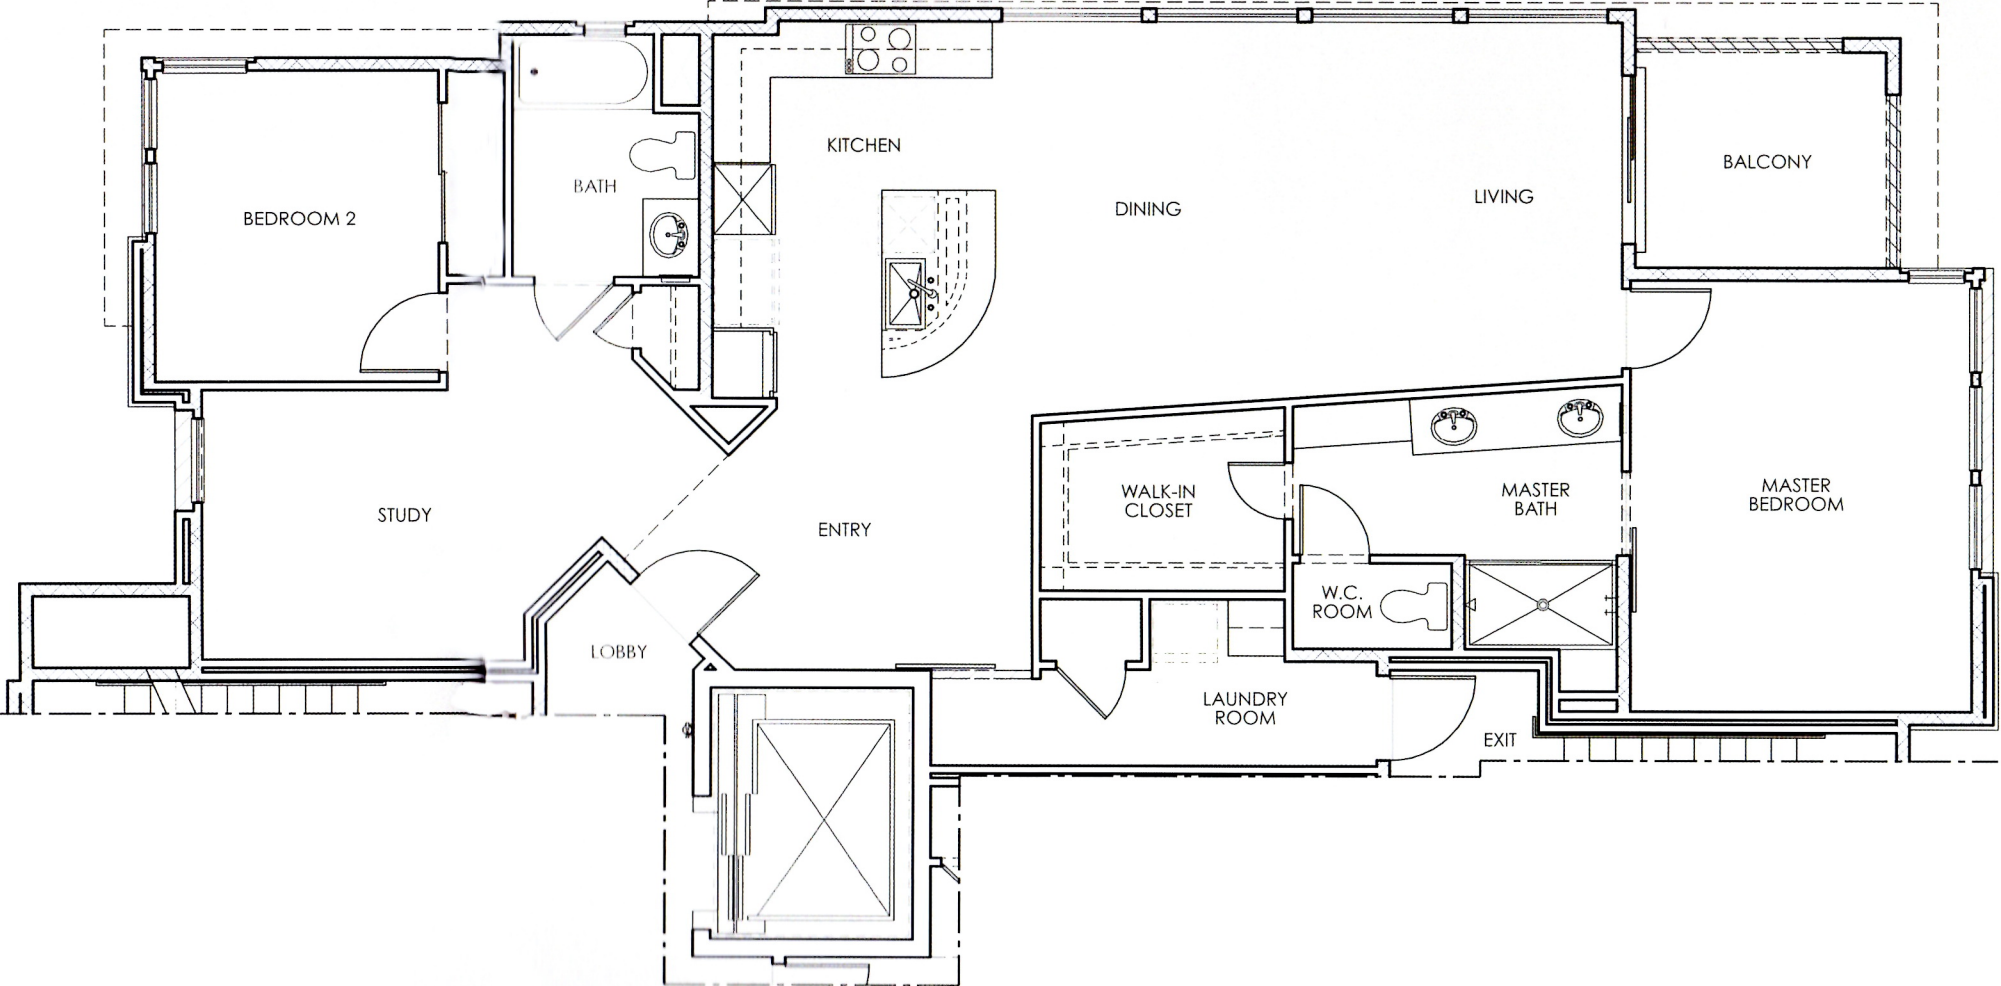 KITCHEN
BALCONY
BATH
LIVING
DINING
BEDROOM 2
WALK-IN
CLOSET
MASTER
BATH
MASTER
BEDROOM
STUDY
ENTRY
W.C.
ROOM
LOBBY
LAUNDRY
ROOM
EXIT